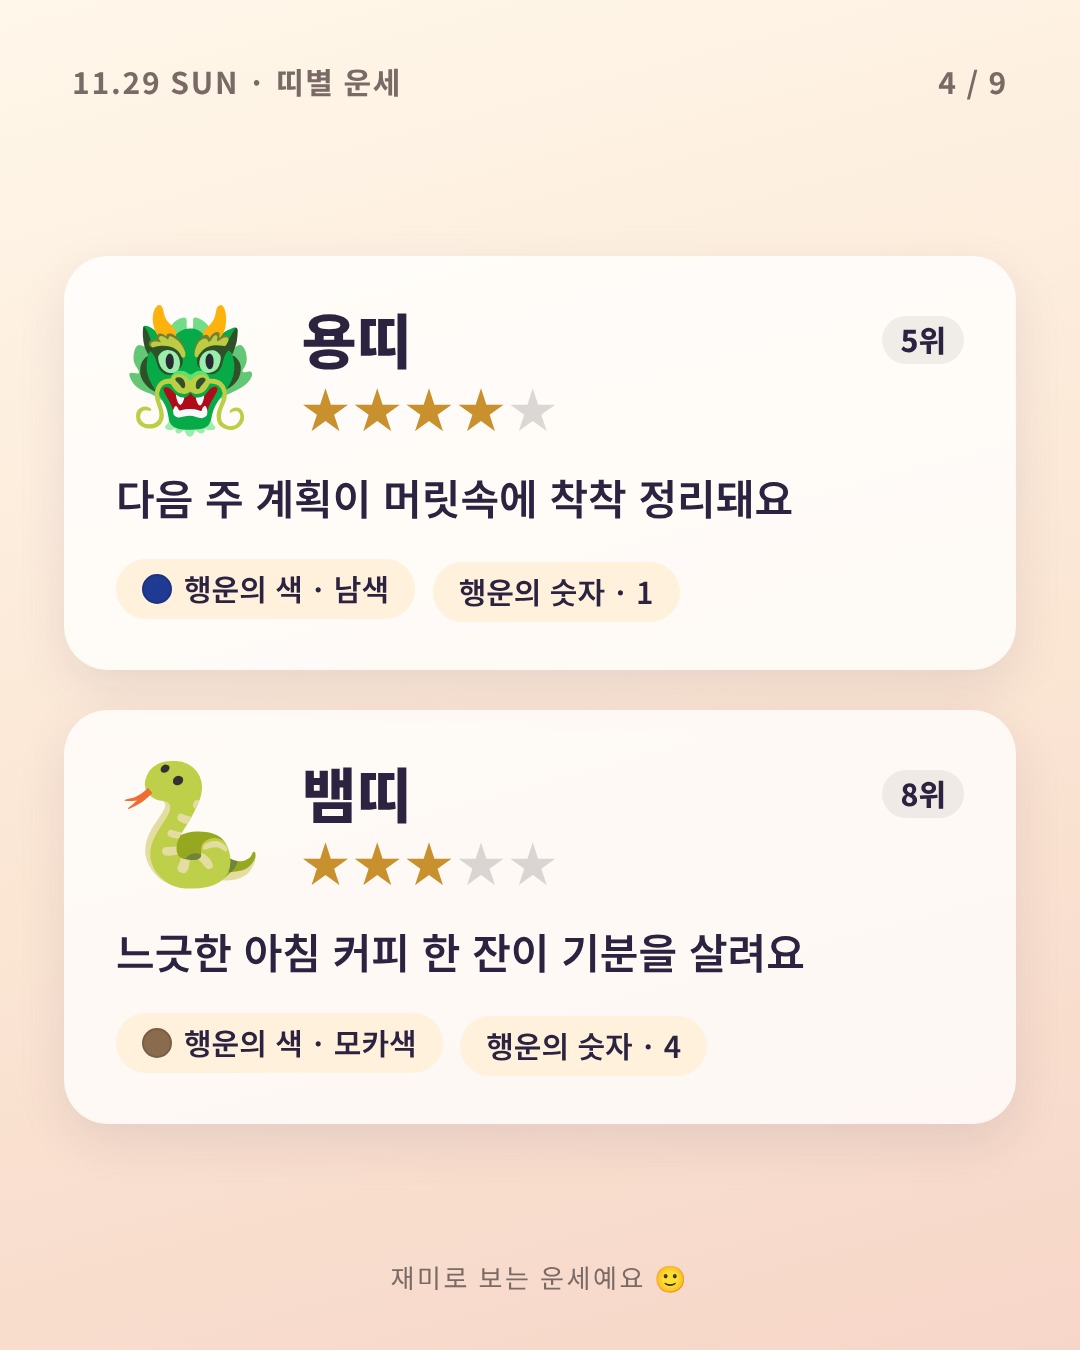 11.29 SUN · 띠별 운세
4 / 9
용띠
5위
다음 주 계획이 머릿속에 착착 정리돼요
행운의 색 · 남색
행운의 숫자 · 1
뱀띠
8위
느긋한 아침 커피 한 잔이 기분을 살려요
행운의 색 · 모카색
행운의 숫자 · 4
재미로 보는 운세예요 🙂